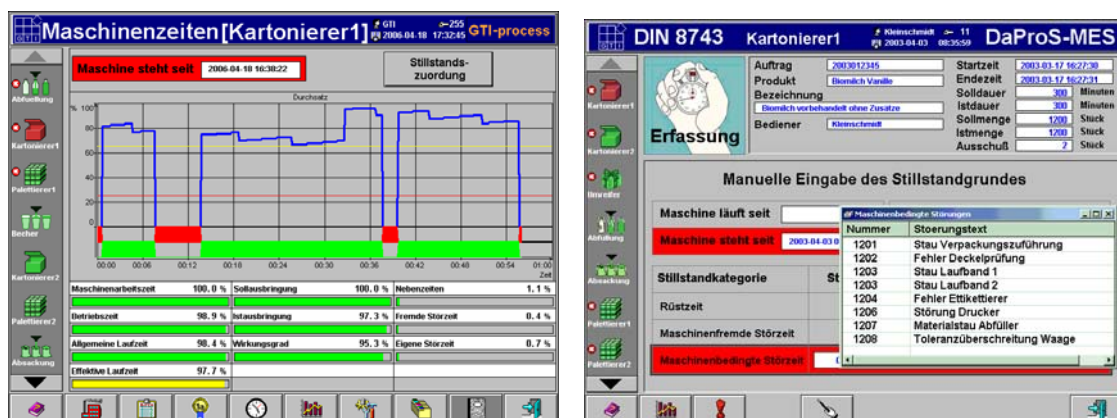 Maschinenzeiten[Kartonierer1]
GTI 255
2006-04-18 17:32:45
GTI-process
Maschine steht seit 2006-04-18 16:38:22
Stillstands-
zuordung
Abfuellung
Kartonierer1
Palettierer1
Becher
Kartonierer2
Palettierer2
Absackung
Durchsatz
% 100
80
60
40
20
0
00:00 00:06 00:12 00:18 00:24 00:30 00:36 00:42 00:48 00:54 01:00
Zeit
Maschinenarbeitszeit 100.0 % Sollausbringung 100.0 % Nebenzeiten 1.1 %
Betriebszeit 98.9 % Istausbringung 97.3 % Fremde Störzeit 0.4 %
Allgemeine Laufzeit 98.4 % Wirkungsgrad 95.3 % Eigene Störzeit 0.7 %
Effektive Laufzeit 97.7 %
DIN 8743 Kartonierer1
Kleinschmidt 11
2003-04-03 08:35:59
DaProS-MES
Kartonierer1
Kartonierer2
Umreifer
Abfüllung
Absackung
Palettierer1
Palettierer2
Erfassung
Auftrag 2003012345
Produkt Biomilch Vanille
Bezeichnung
Biomilch vorbehandelt ohne Zusatze
Bediener Kleinschmidt
Startzeit 2003-03-17 16:27:30
Endezeit 2003-03-17 16:27:31
Solldauer 300 Minuten
Istdauer 300 Minuten
Sollmenge 1200 Stück
Istmenge 1200 Stück
Ausschuß 2 Stück
Manuelle Eingabe des Stillstandgrundes
Maschine läuft seit
Maschine steht seit 2003-04-03 0
Stillstandkategorie St
Rüstzeit
Maschinenfremde Störzeit
Maschinenbedingte Störzeit
Maschinenbedingte Störungen
Nummer Stoerungstext
1201 Stau Verpackungszuführung
1202 Fehler Deckelprüfung
1203 Stau Laufband 1
1203 Stau Laufband 2
1204 Fehler Ettikettierer
1206 Störung Drucker
1207 Materialstau Abfüller
1208 Toleranzüberschreitung Waage